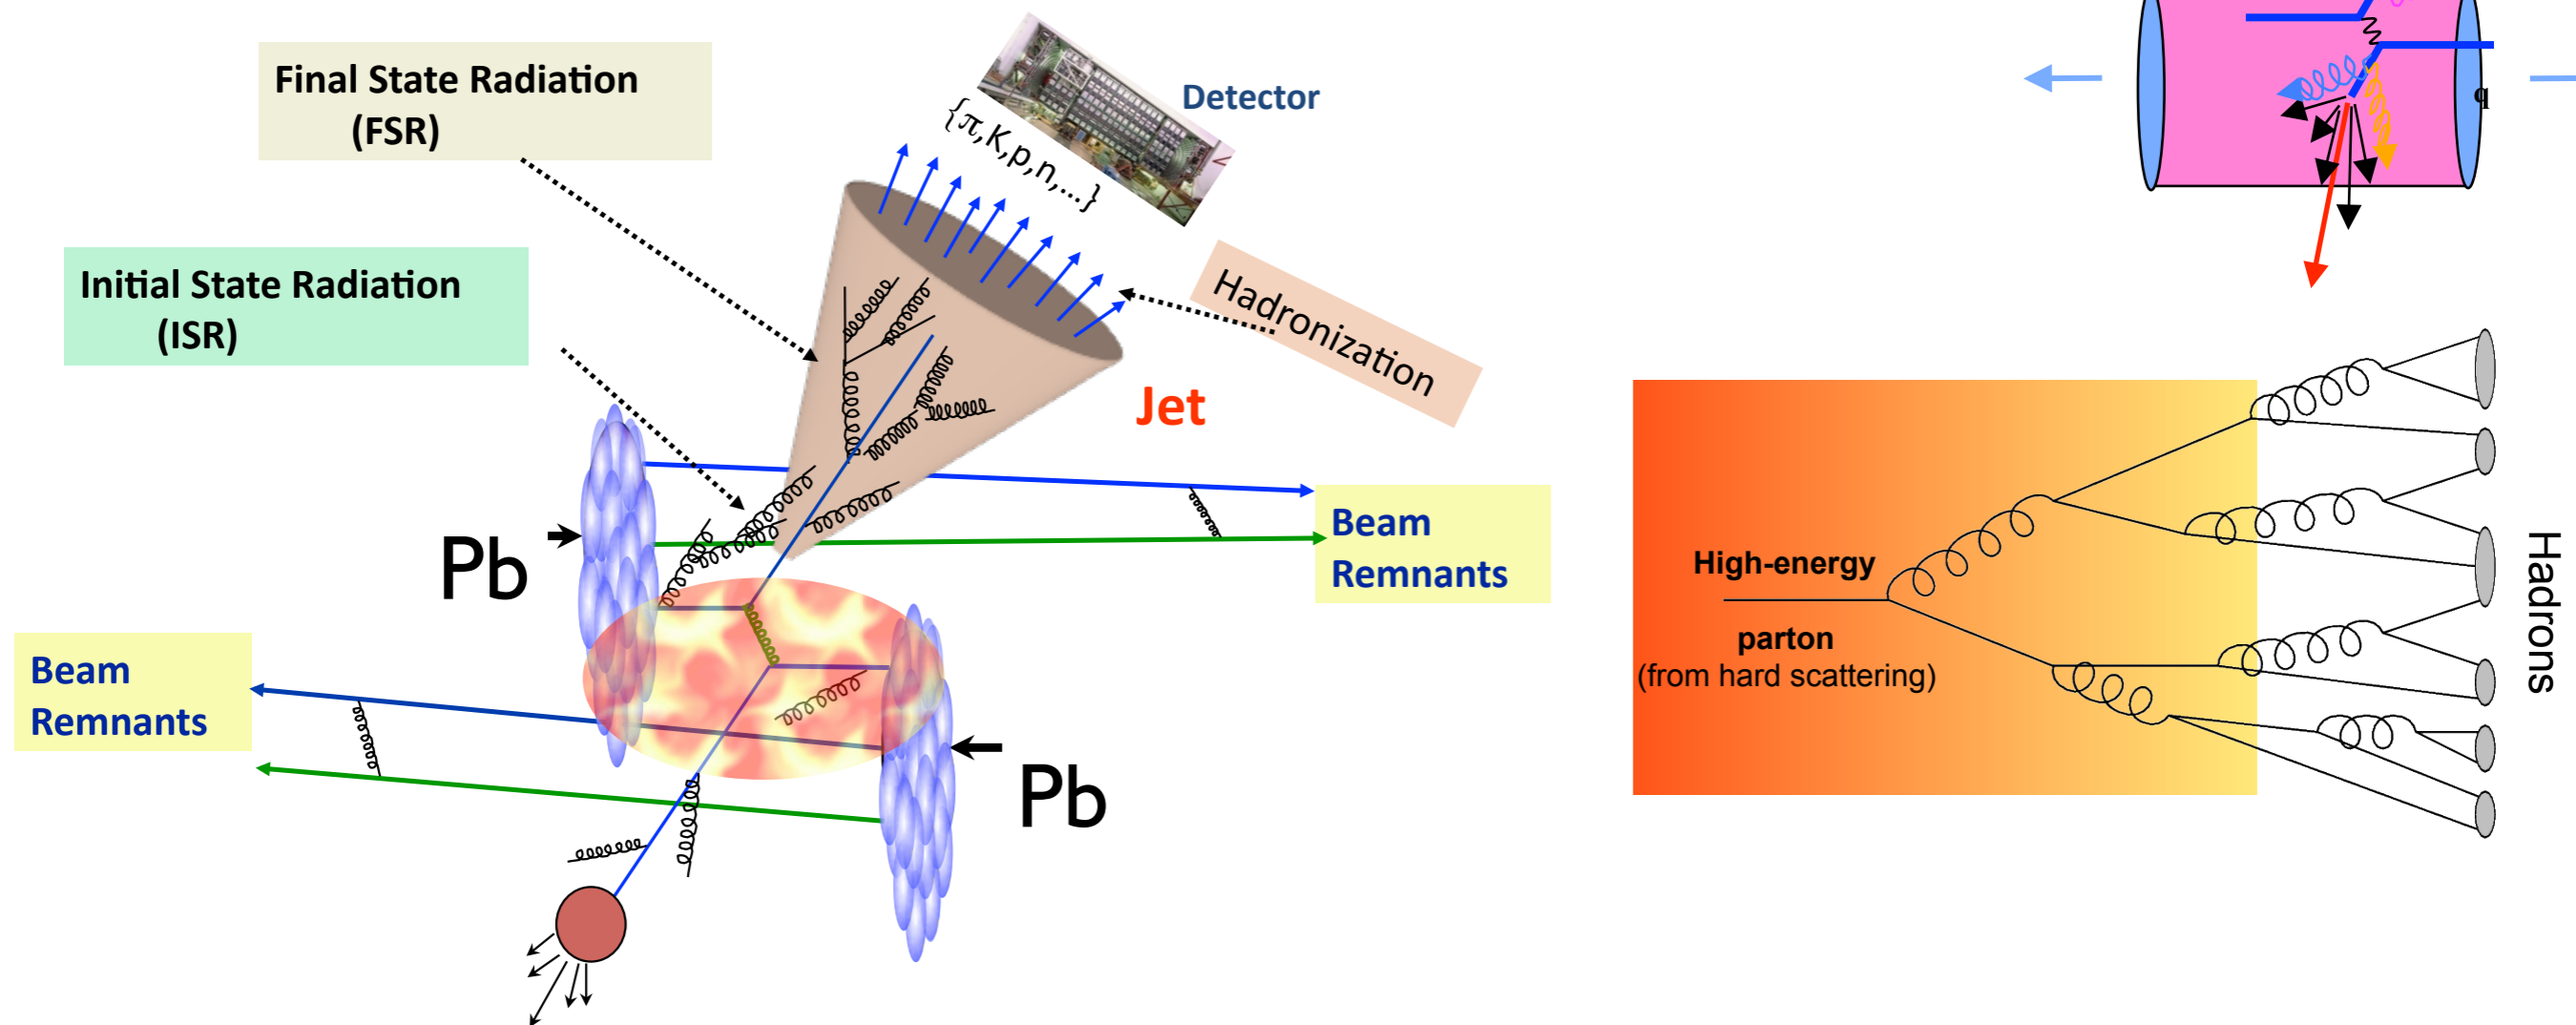 Final State Radiation
(FSR)
Detector
{π,K,p,n,...}
Initial State Radiation
(ISR)
Hadronization
Jet
Pb
Beam
Remnants
Beam
Remnants
Pb
q
High-energy
parton
(from hard scattering)
Hadrons